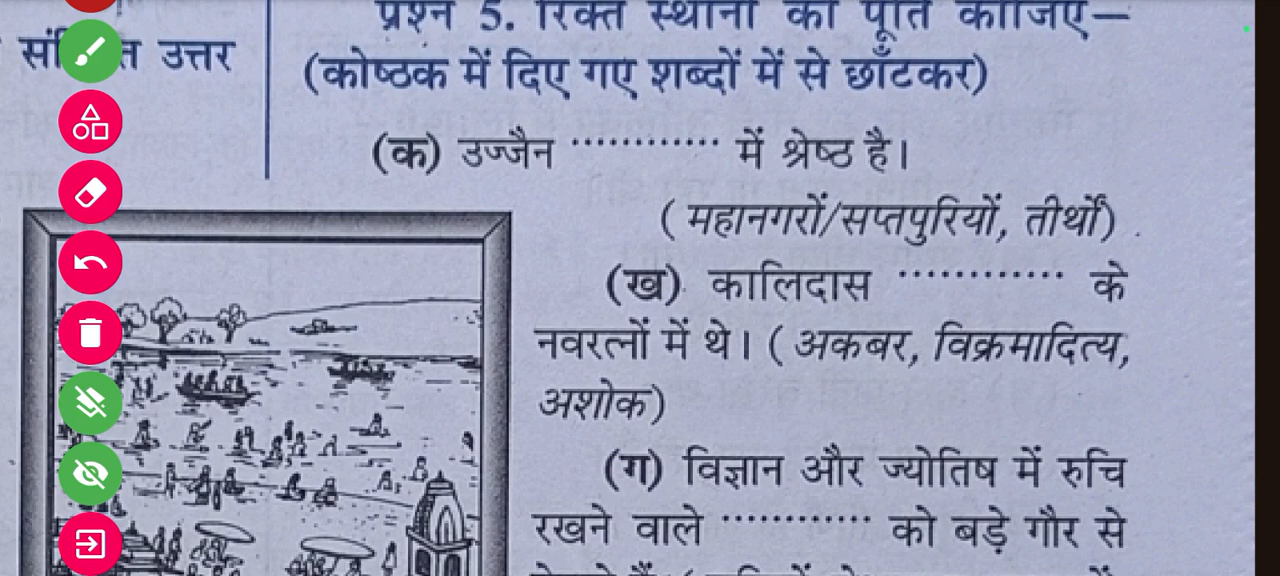 उत्तर
प्रश्न 5. रिक्त स्थानों की पूर्ति कीजिए—
(कोष्ठक में दिए गए शब्दों में से छाँटकर)
(क) उज्जैन ············· में श्रेष्ठ है।
(महानगरों/सप्तपुरियों, तीर्थों)
(ख) कालिदास ············· के
नवरत्नों में थे। (अकबर, विक्रमादित्य,
अशोक)
(ग) विज्ञान और ज्योतिष में रुचि
रखने वाले ············· को बड़े गौर से